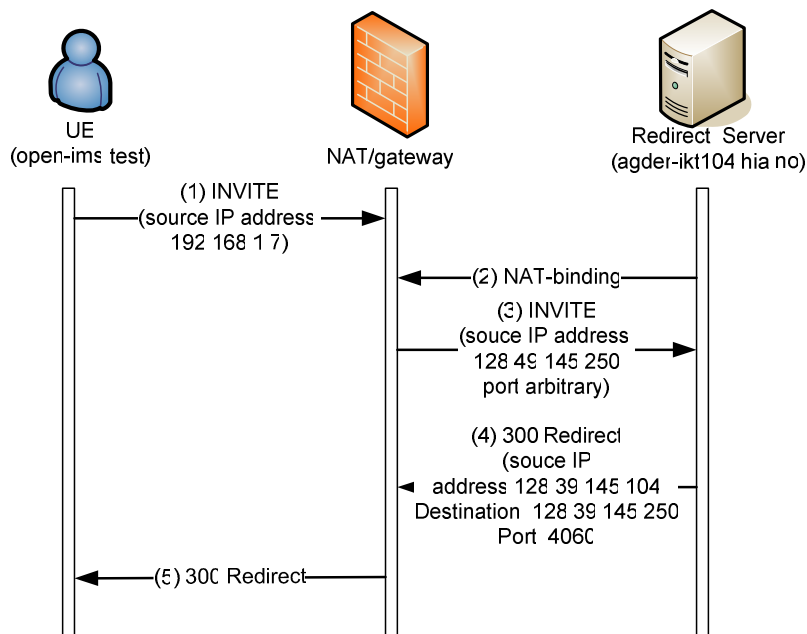 UE
(open-ims test)
NAT/gateway
Redirect Server
(agder-ikt104 hia no)
(1) INVITE
(source IP address
192 168 1 7)
(2) NAT-binding
(3) INVITE
(souce IP address
128 49 145 250
port arbitrary)
(4) 300 Redirect
(souce IP
address 128 39 145 104
Destination 128 39 145 250
Port 4060
(5) 300 Redirect